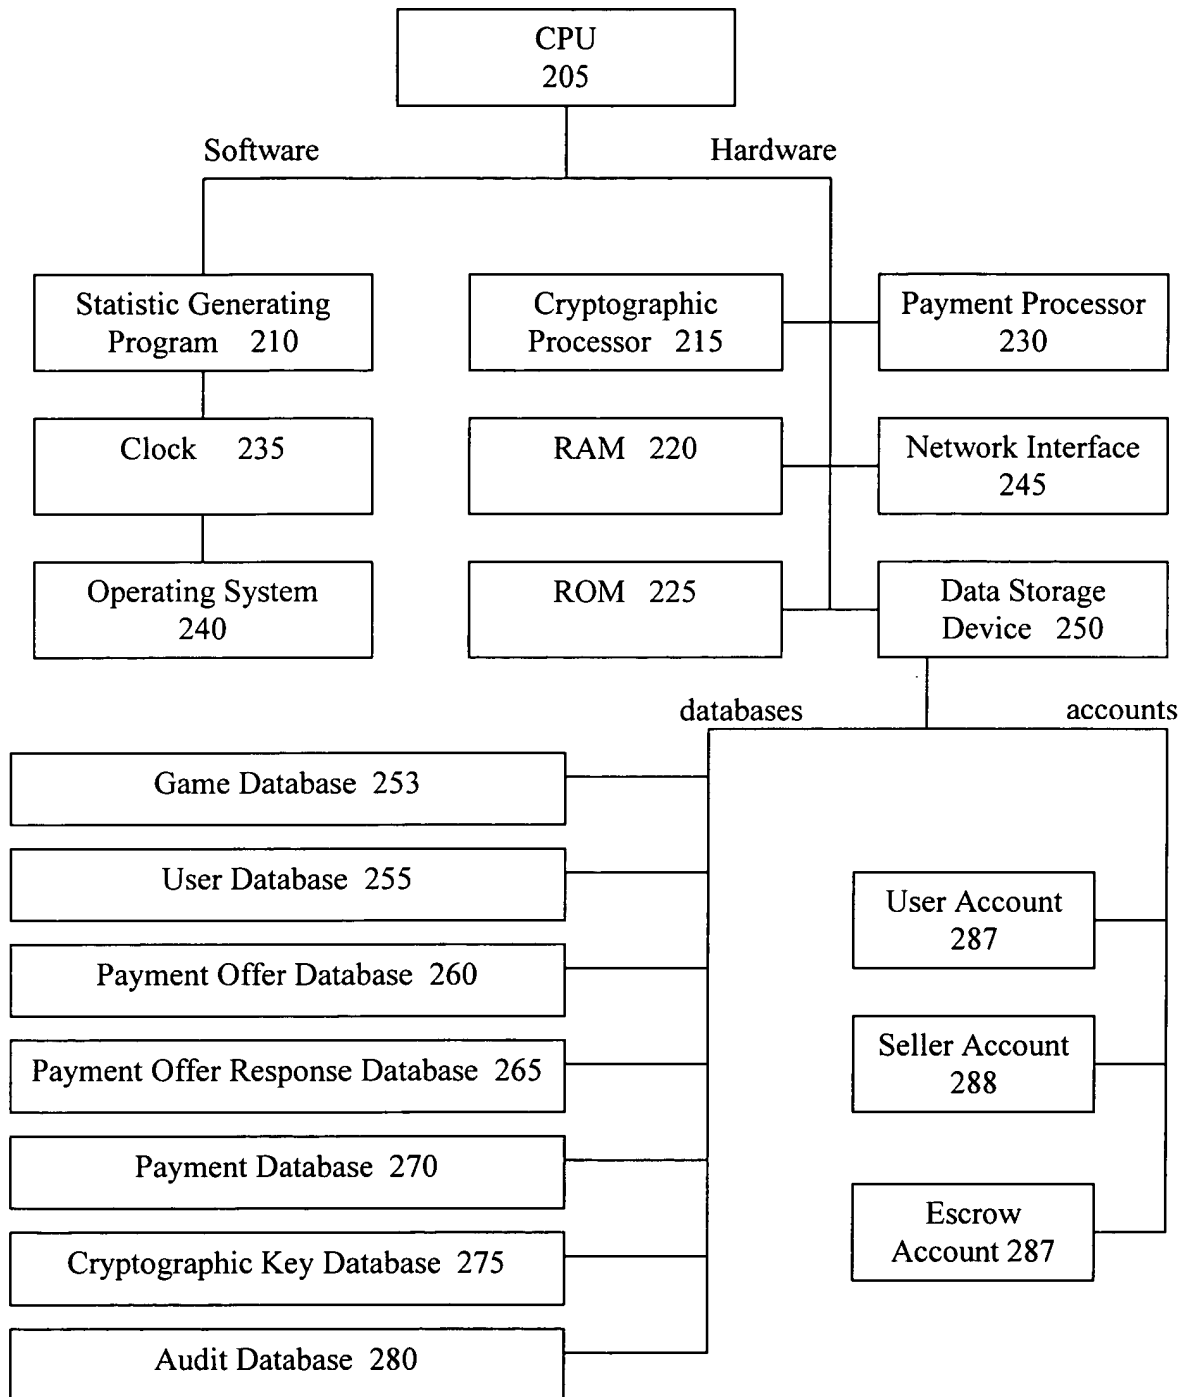 CPU
205
Software
Hardware
Statistic Generating
Program 210
Cryptographic
Processor 215
Payment Processor
230
Clock 235
RAM 220
Network Interface
245
Operating System
240
ROM 225
Data Storage
Device 250
databases
accounts
Game Database 253
User Database 255
Payment Offer Database 260
Payment Offer Response Database 265
Payment Database 270
Cryptographic Key Database 275
Audit Database 280
User Account
287
Seller Account
288
Escrow
Account 287